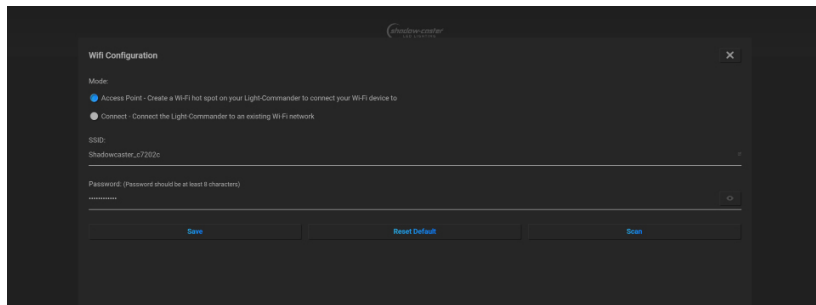 shadow-caster
LED LIGHTING
Wifi Configuration
Mode:
Access Point - Create a Wi-Fi hot spot on your Light-Commander to connect your Wi-Fi device to
Connect - Connect the Light-Commander to an existing Wi-Fi network
SSID:
Shadowcaster_c7202c
Password: (Password should be at least 8 characters)
••••••••••••
Save Reset Default Scan